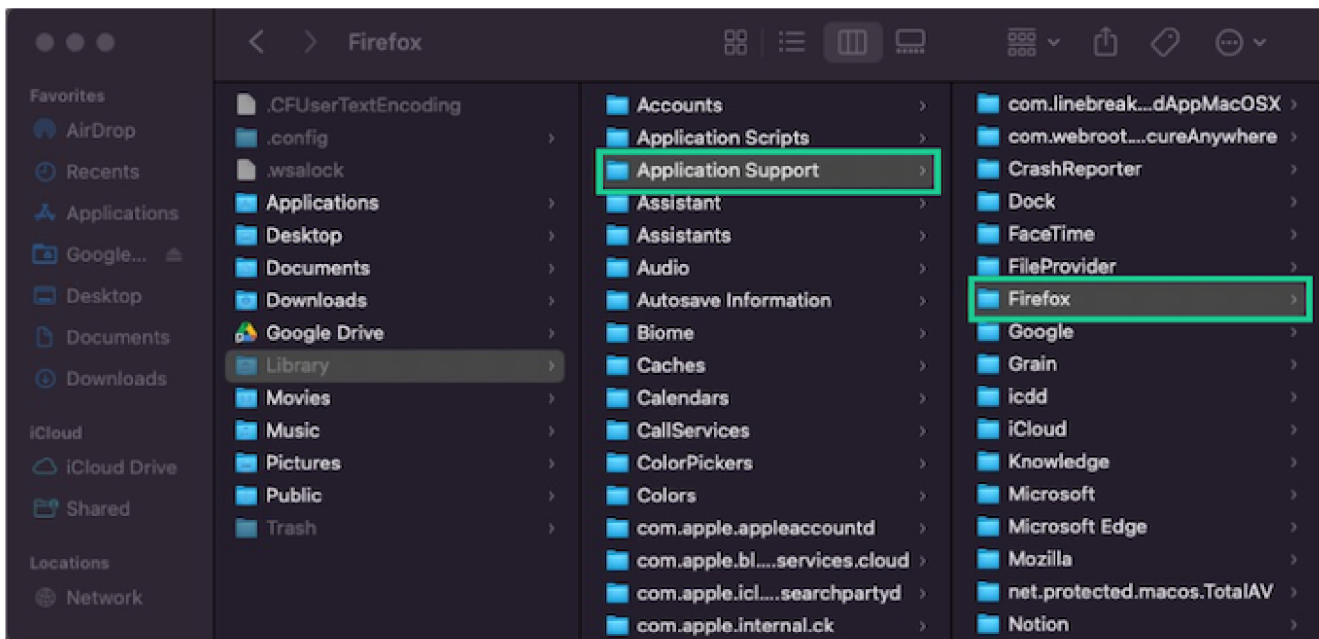 Firefox
Favorites
AirDrop
Recents
Applications
Google...
Desktop
Documents
Downloads
iCloud
iCloud Drive
Shared
Locations
Network
.CFUserTextEncoding
.config
.wsalock
Applications
Desktop
Documents
Downloads
Google Drive
Library
Movies
Music
Pictures
Public
Trash
Accounts
Application Scripts
Application Support
Assistant
Assistants
Audio
Autosave Information
Biome
Caches
Calendars
CallServices
ColorPickers
Colors
com.apple.appleaccountd
com.apple.bl....services.cloud
com.apple.icl....searchpartyd
com.apple.internal.ck
com.linebreak...dAppMacOSX
com.webroot....cureAnywhere
CrashReporter
Dock
FaceTime
FileProvider
Firefox
Google
Grain
icdd
iCloud
Knowledge
Microsoft
Microsoft Edge
Mozilla
net.protected.macos.TotalAV
Notion